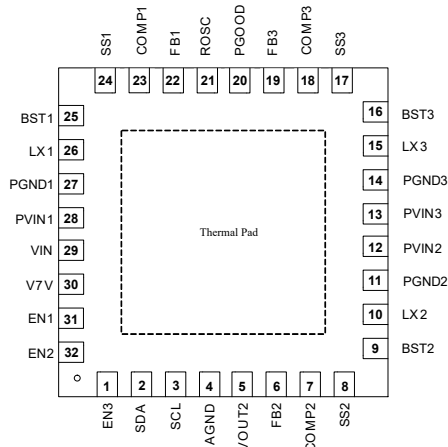 SS1
COMP1
FB1
ROSC
PGOOD
FB3
COMP3
SS3
24
23
22
21
20
19
18
17
BST1 25
LX1 26
PGND1 27
PVIN1 28
VIN 29
V7V 30
EN1 31
EN2 32
Thermal Pad
16 BST3
15 LX3
14 PGND3
13 PVIN3
12 PVIN2
11 PGND2
10 LX2
9 BST2
1
2
3
4
5
6
7
8
EN3
SDA
SCL
AGND
VOUT2
FB2
COMP2
SS2